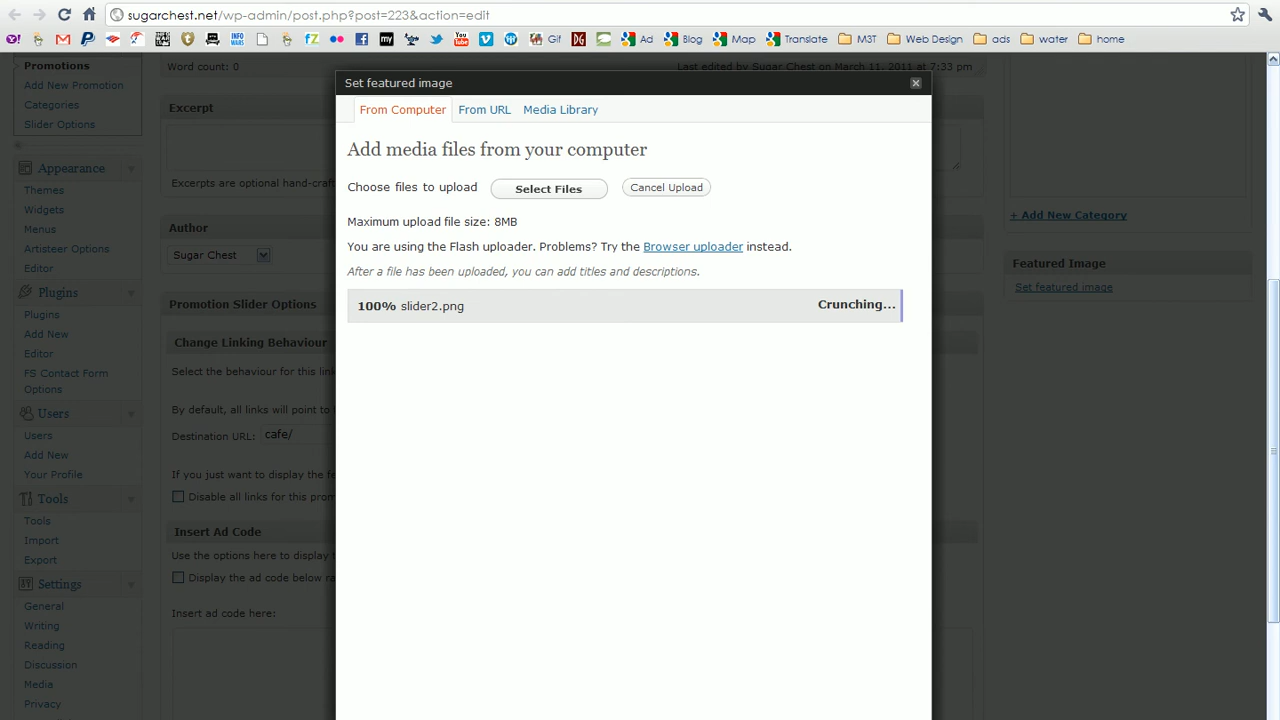 sugarchest.net/wp-admin/post.php?post=223&action=edit
Gif Ad Blog Map Translate M3T Web Design ads water home
Promotions
Add New Promotion
Categories
Slider Options
Appearance
Themes
Widgets
Menus
Artisteer Options
Editor
Plugins
Plugins
Add New
Editor
FS Contact Form
Options
Users
Users
Add New
Your Profile
Tools
Tools
Import
Export
Settings
General
Writing
Reading
Discussion
Media
Privacy
Word count: 0
Last edited by Sugar Chest on March 11, 2011 at 7:33 pm
Excerpt
Excerpts are optional hand-craft
Author
Sugar Chest
Promotion Slider Options
Change Linking Behaviour
Select the behaviour for this link
By default, all links will point to t
Destination URL: cafe/
If you just want to display the fe
Disable all links for this prom
Insert Ad Code
Use the options here to display t
Display the ad code below ra
Insert ad code here:
Set featured image
From Computer From URL Media Library
Add media files from your computer
Choose files to upload Select Files Cancel Upload
Maximum upload file size: 8MB
You are using the Flash uploader. Problems? Try the Browser uploader instead.
After a file has been uploaded, you can add titles and descriptions.
100% slider2.png Crunching...
+ Add New Category
Featured Image
Set featured image